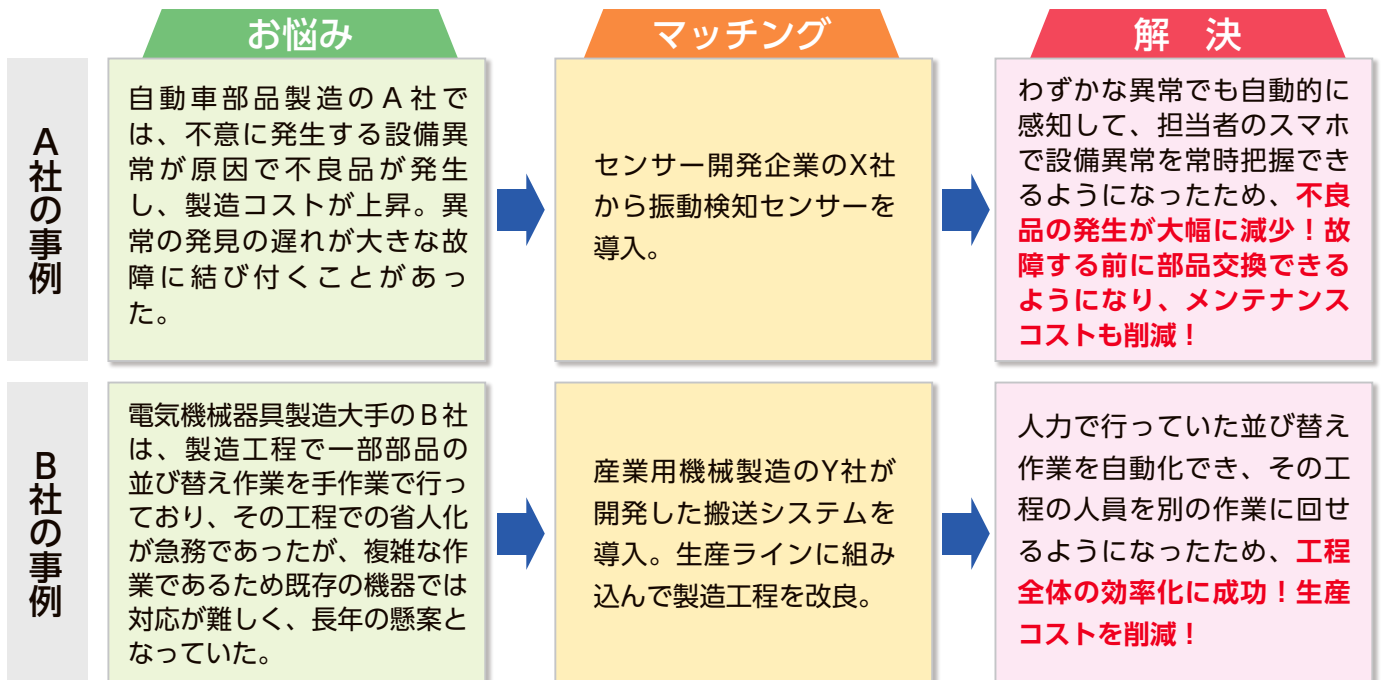 お悩み
マッチング
解 決
A社の事例
自動車部品製造のA社で
は、不意に発生する設備異
常が原因で不良品が発生
し、製造コストが上昇。異
常の発見の遅れが大きな故
障に結び付くことがあっ
た。
センサー開発企業のX社
から振動検知センサーを
導入。
わずかな異常でも自動的に
感知して、担当者のスマホ
で設備異常を常時把握でき
るようになったため、不良
品の発生が大幅に減少！故
障する前に部品交換できる
ようになり、メンテナンス
コストも削減！
B社の事例
電気機械器具製造大手のB社
は、製造工程で一部部品の
並び替え作業を手作業で行っ
ており、その工程での省人化
が急務であったが、複雑な作
業であるため既存の機器では
対応が難しく、長年の懸案と
なっていた。
産業用機械製造のY社が
開発した搬送システムを
導入。生産ラインに組み
込んで製造工程を改良。
人力で行っていた並び替え
作業を自動化でき、その工
程の人員を別の作業に回せ
るようになったため、工程
全体の効率化に成功！生産
コストを削減！